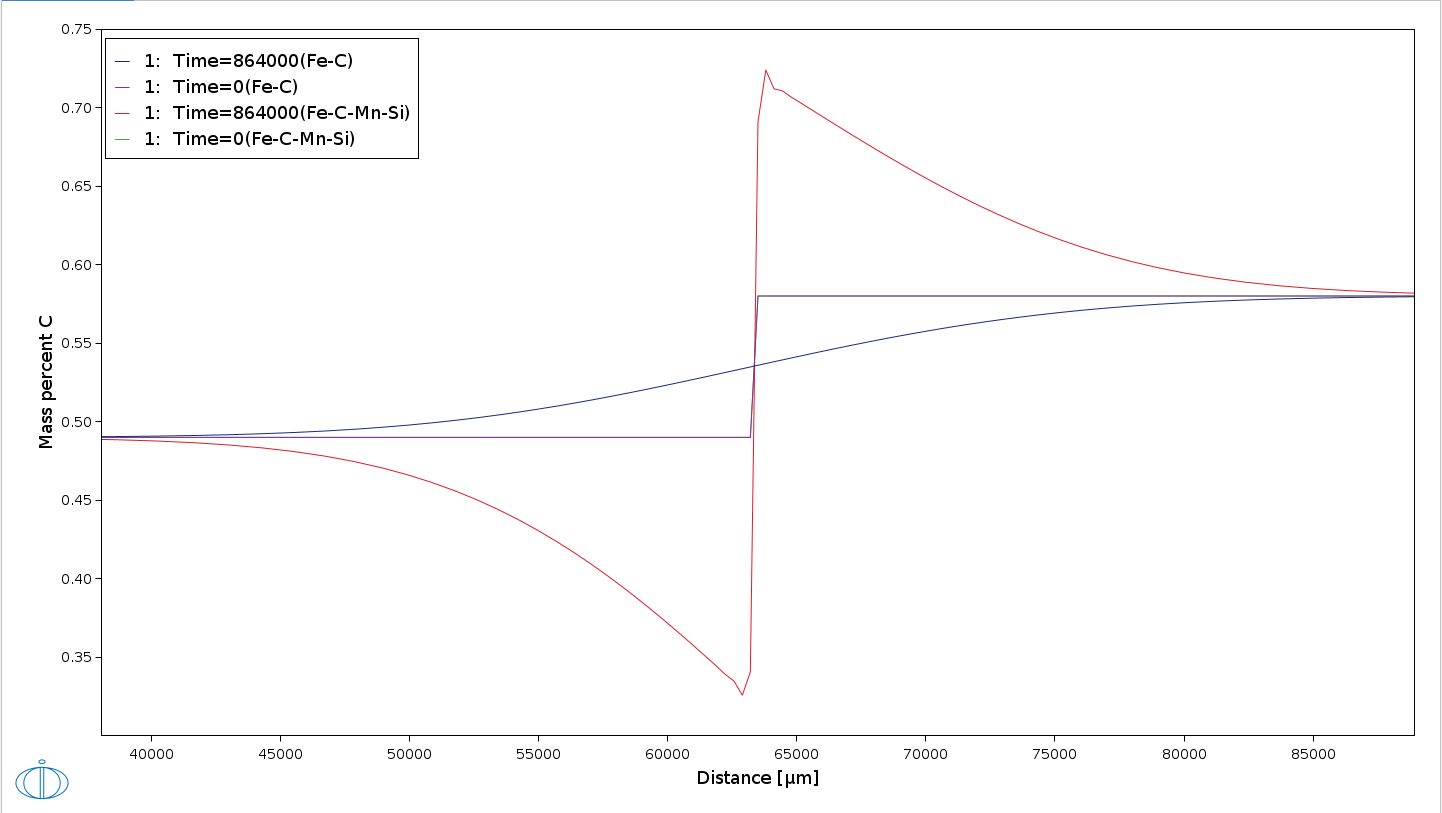 0.75
1: Time=864000(Fe-C)
1: Time=0(Fe-C)
1: Time=864000(Fe-C-Mn-Si)
1: Time=0(Fe-C-Mn-Si)
0.70
0.65
0.60
0.55
0.50
0.45
0.40
0.35
Mass percent C
40000 45000 50000 55000 60000 65000 70000 75000 80000 85000
Distance [µm]